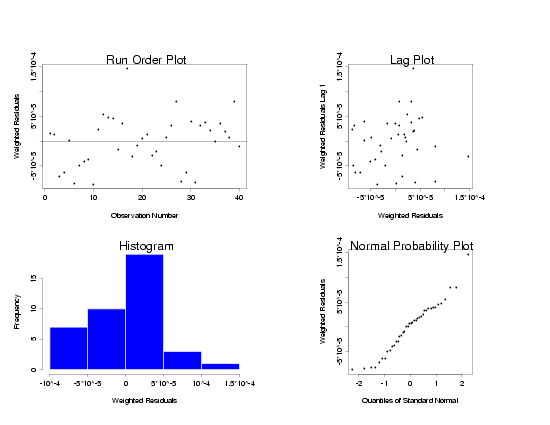 Run Order Plot
Weighted Residuals
-5*10^-5 5*10^-5 1.5*10^-4
0 10 20 30 40
Observation Number
Lag Plot
Weighted Residuals Lag 1
-5*10^-5 5*10^-5 1.5*10^-4
-5*10^-5 5*10^-5 1.5*10^-4
Weighted Residuals
Histogram
Frequency
0 5 10 15
-10^-4 -5*10^-5 0 5*10^-5 10^-4 1.5*10^-4
Weighted Residuals
Normal Probability Plot
Weighted Residuals
-5*10^-5 5*10^-5 1.5*10^-4
-2 -1 0 1 2
Quantiles of Standard Normal